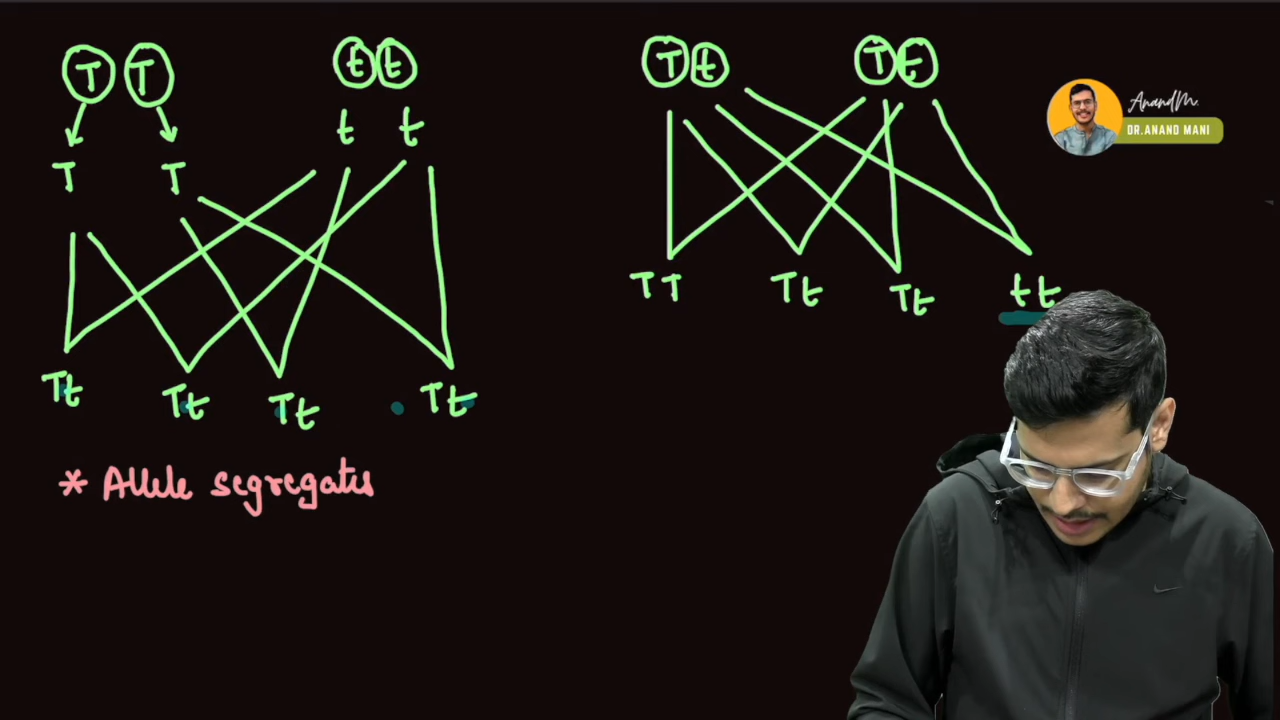 T T t t
t t
T T
Tt Tt Tt Tt
* Allele segregates
T t T t
TT Tt Tt tt
AnandM.
DR.ANAND MANI